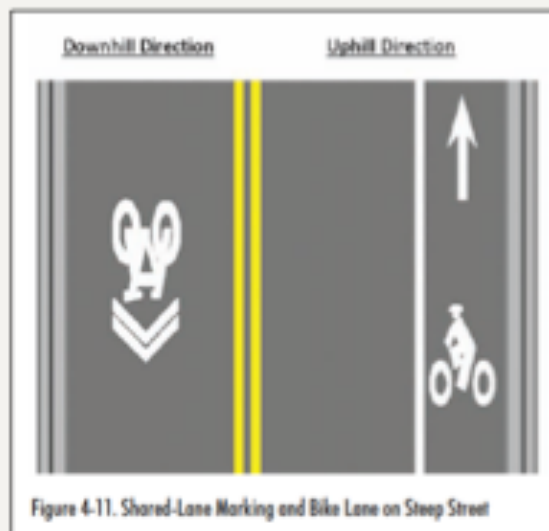 Downhill Direction Uphill Direction
Figure 4-11. Shared-Lane Marking and Bike Lane on Steep Street